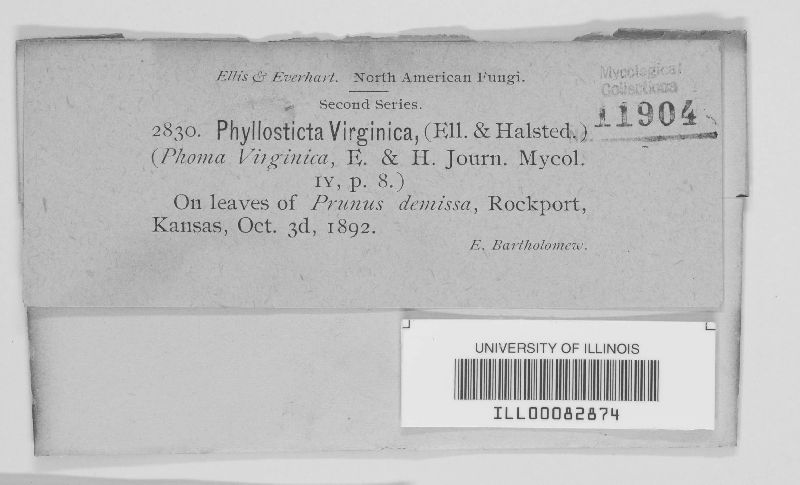 Ellis & Everhart. North American Fungi.
Second Series.
Mycological
Collections
11904
2830. Phyllosticta Virginica, (Ell. & Halsted.)
(Phoma Virginica, E. & H. Journ. Mycol.
IV, p. 8.)
On leaves of Prunus demissa, Rockport,
Kansas, Oct. 3d, 1892.
E. Bartholomew.
UNIVERSITY OF ILLINOIS
ILL00082874